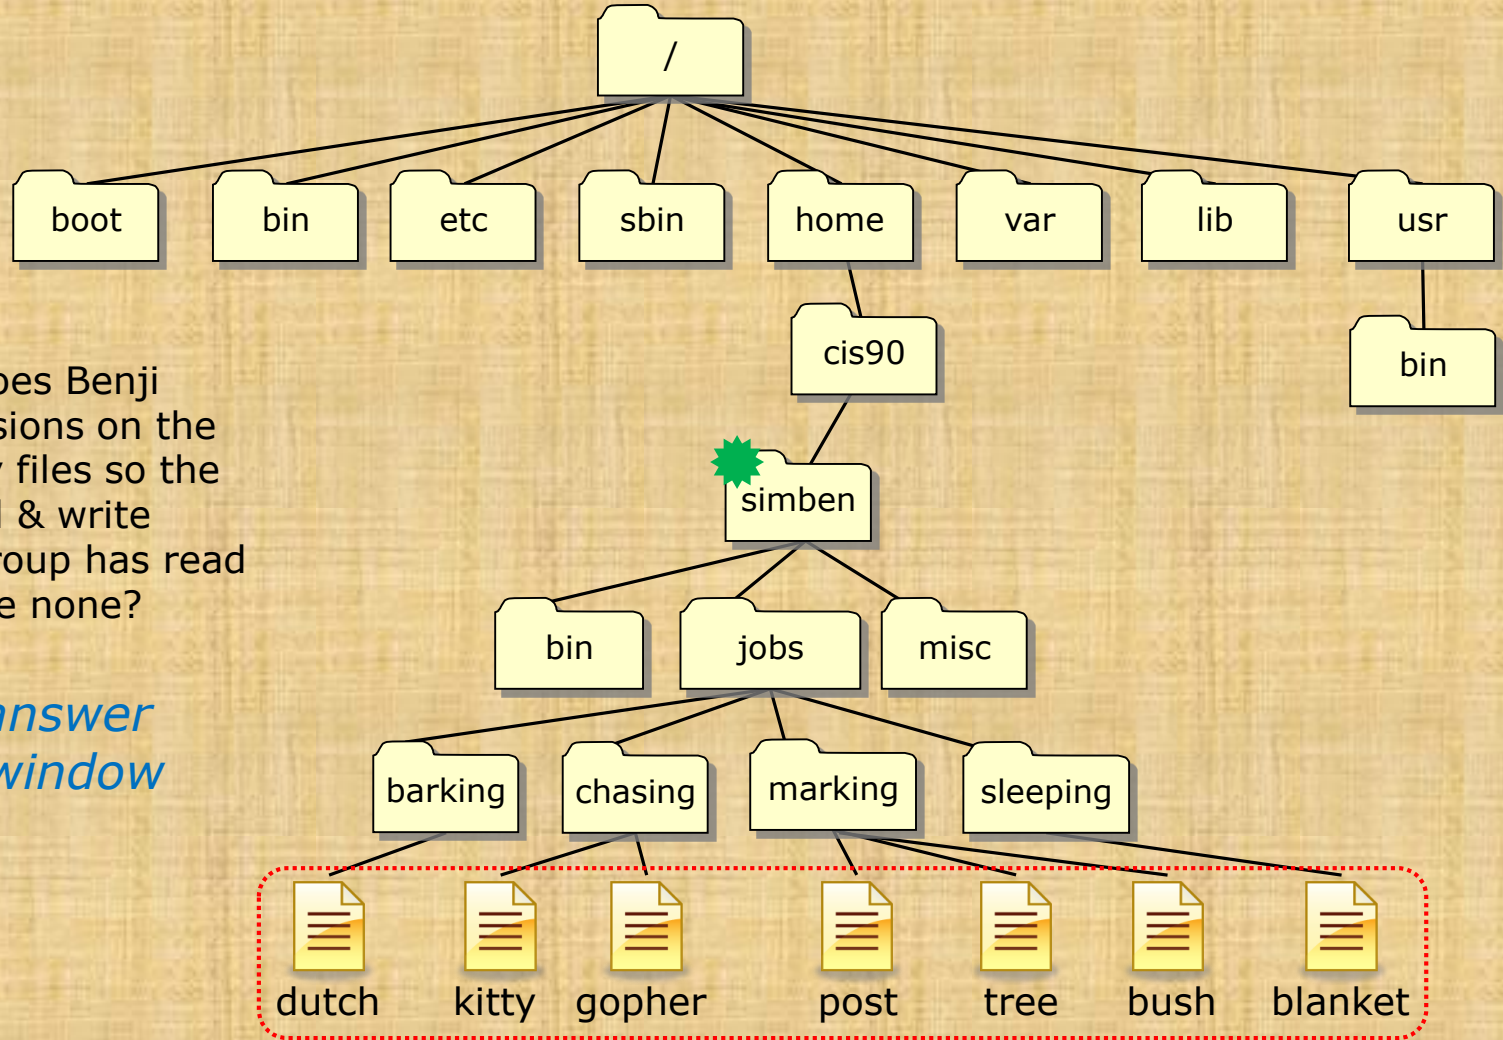 /
boot bin etc sbin home var lib usr
cis90
bin
Benji
sions on the
files so the
& write
roup has read
none?
simben
bin jobs misc
answer
window
barking chasing marking sleeping
dutch kitty gopher post tree bush blanket